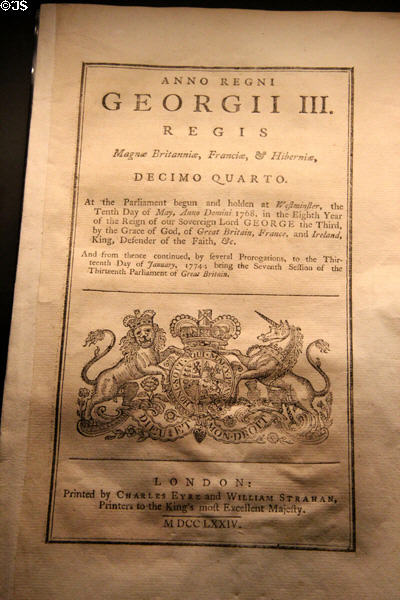 ©JS
ANNO REGNI
GEORGII III.
REGIS
Magnæ Britanniæ, Franciæ, & Hiberniæ,
DECIMO QUARTO.
At the Parliament begun and holden at Weſtminſter, the
Tenth Day of May, Anno Domini 1768, in the Eighth Year
of the Reign of our Sovereign Lord GEORGE the Third,
by the Grace of God, of Great Britain, France, and Ireland,
King, Defender of the Faith, &c.
And from thence continued, by ſeveral Prorogations, to the Thir-
teenth Day of January, 1774; being the Seventh Seſſion of the
Thirteenth Parliament of Great Britain.
DIEU ET MON DROIT
LONDON:
Printed by CHARLES EYRE and WILLIAM STRAHAN,
Printers to the King's moſt Excellent Majeſty.
M DCC LXXIV.